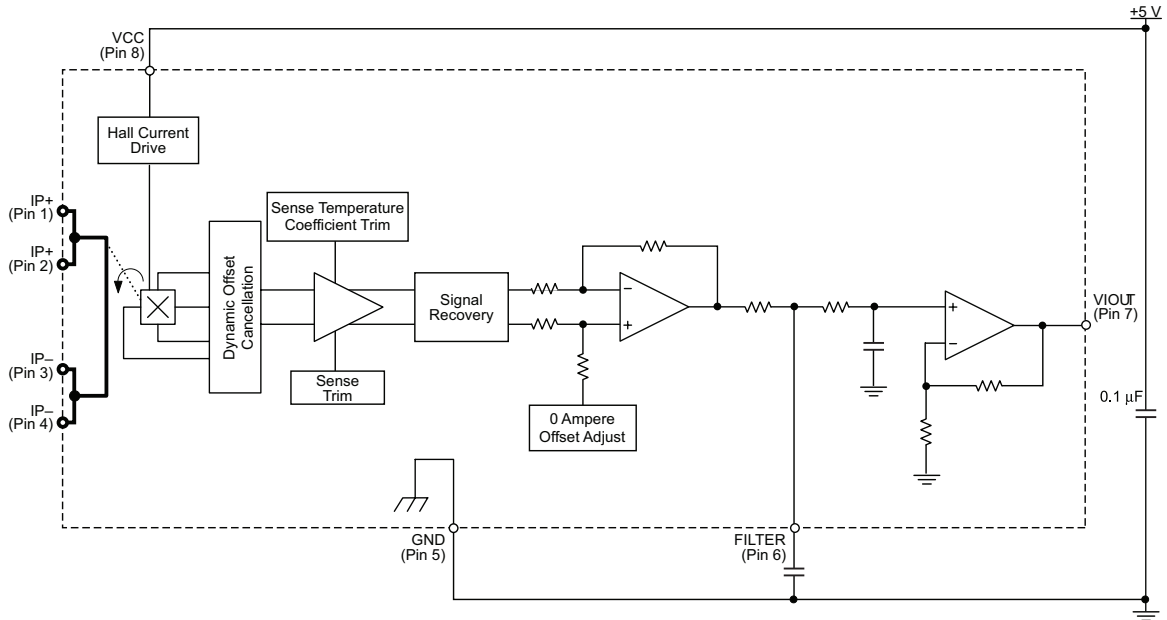 +5 V
VCC
(Pin 8)
Hall Current
Drive
IP+
(Pin 1)
IP+
(Pin 2)
IP–
(Pin 3)
IP–
(Pin 4)
Dynamic Offset
Cancellation
Sense Temperature
Coefficient Trim
Sense
Trim
Signal
Recovery
0 Ampere
Offset Adjust
–
+
+
–
VIOUT
(Pin 7)
0.1 μF
GND
(Pin 5)
FILTER
(Pin 6)